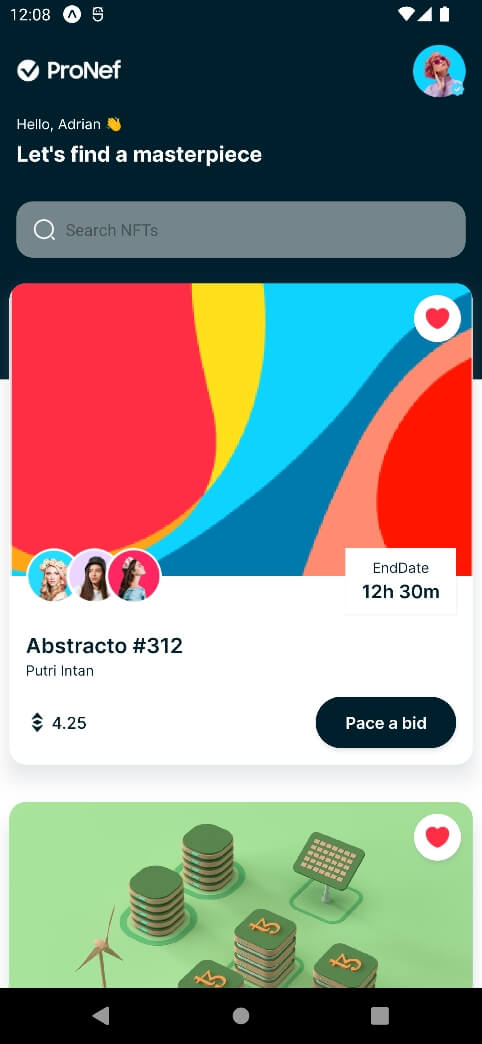 12:08
ProNef
Hello, Adrian 👋
Let's find a masterpiece
Search NFTs
EndDate
12h 30m
Abstracto #312
Putri Intan
4.25
Pace a bid